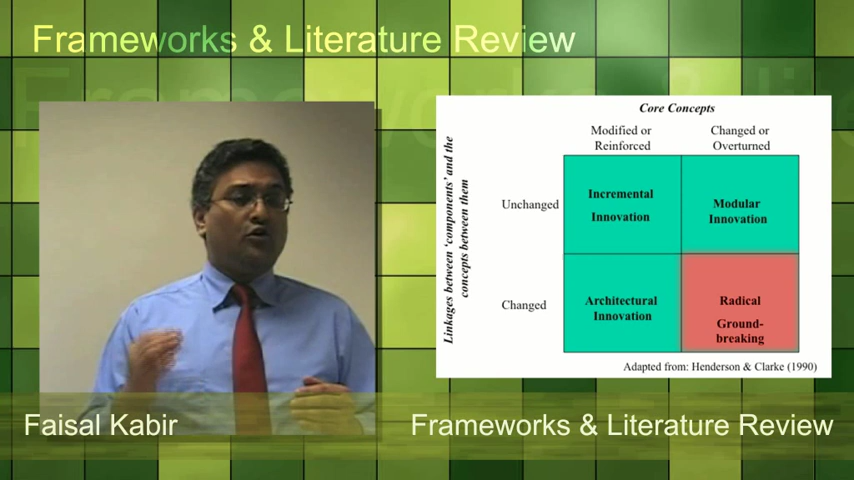 Frameworks & Literature Review
Core Concepts
Modified or
Reinforced
Changed or
Overturned
Linkages between 'components' and the
concepts between them
Unchanged
Incremental
Innovation
Modular
Innovation
Changed
Architectural
Innovation
Radical
Ground-
breaking
Adapted from: Henderson & Clarke (1990)
Faisal Kabir
Frameworks & Literature Review